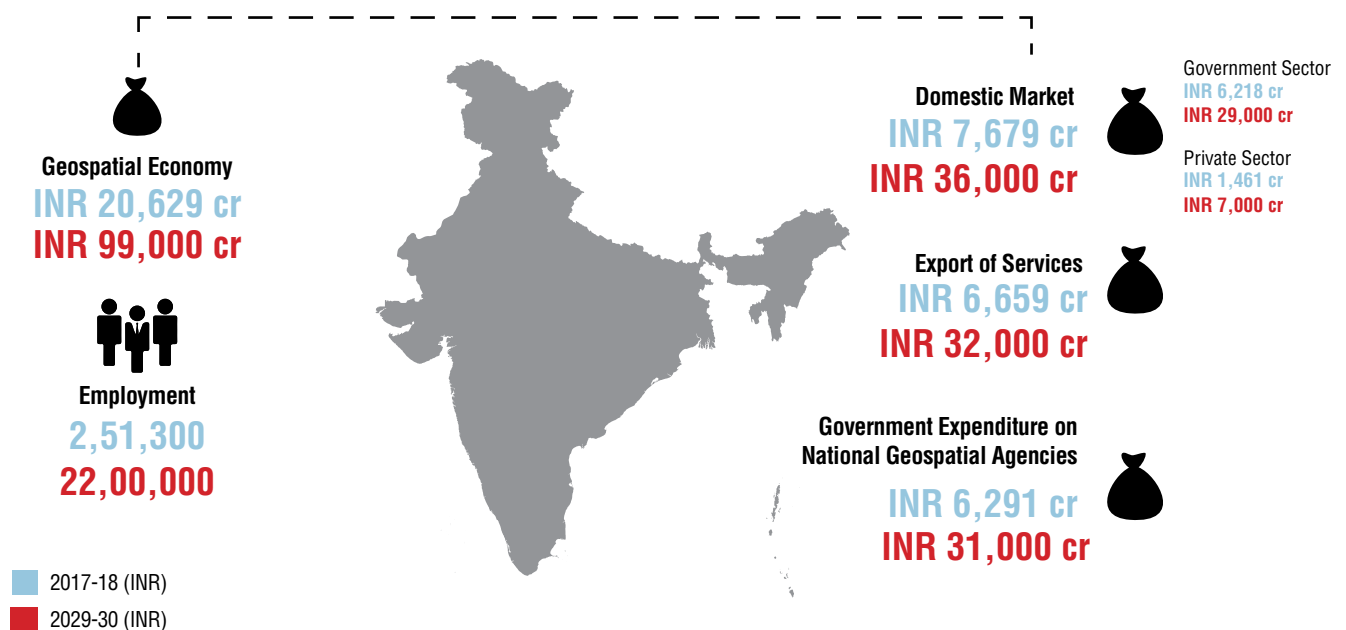 Geospatial Economy
INR 20,629 cr
INR 99,000 cr
Employment
2,51,300
22,00,000
2017-18 (INR)
2029-30 (INR)
Domestic Market
INR 7,679 cr
INR 36,000 cr
Government Sector
INR 6,218 cr
INR 29,000 cr
Private Sector
INR 1,461 cr
INR 7,000 cr
Export of Services
INR 6,659 cr
INR 32,000 cr
Government Expenditure on
National Geospatial Agencies
INR 6,291 cr
INR 31,000 cr